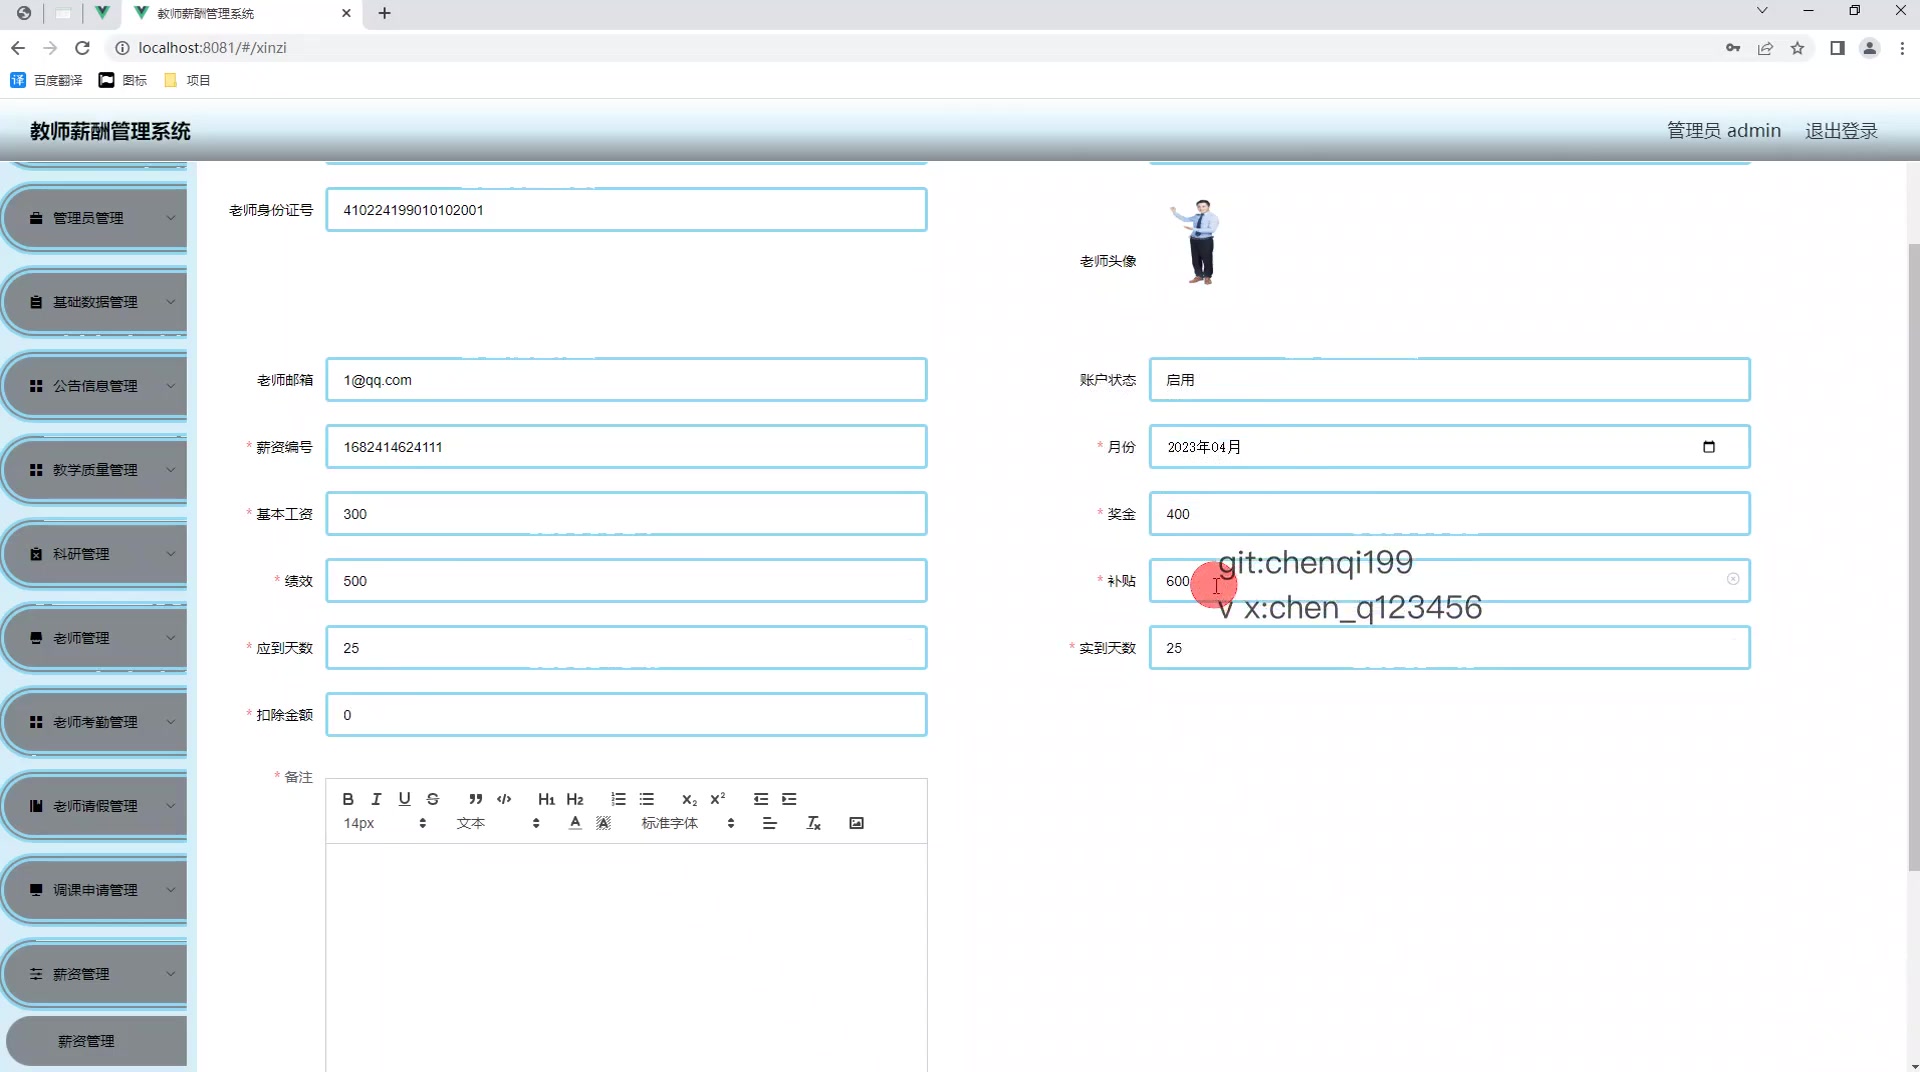 教师薪酬管理系统
localhost:8081/#/xinzi
译 百度翻译 图标 项目
教师薪酬管理系统
管理员 admin 退出登录
管理员管理
基础数据管理
公告信息管理
教学质量管理
科研管理
老师管理
老师考勤管理
老师请假管理
调课申请管理
薪资管理
薪资管理
老师身份证号 410224199010102001
老师头像
老师邮箱 1@qq.com
账户状态 启用
* 薪资编号 1682414624111
* 月份 2023年04月
* 基本工资 300
* 奖金 400
git:chenqi199
* 绩效 500
* 补贴 600
v x:chen_q123456
* 应到天数 25
* 实到天数 25
* 扣除金额 0
* 备注
B I U S H1 H2 X2 X2
14px 文本 A A 标准字体 Tx